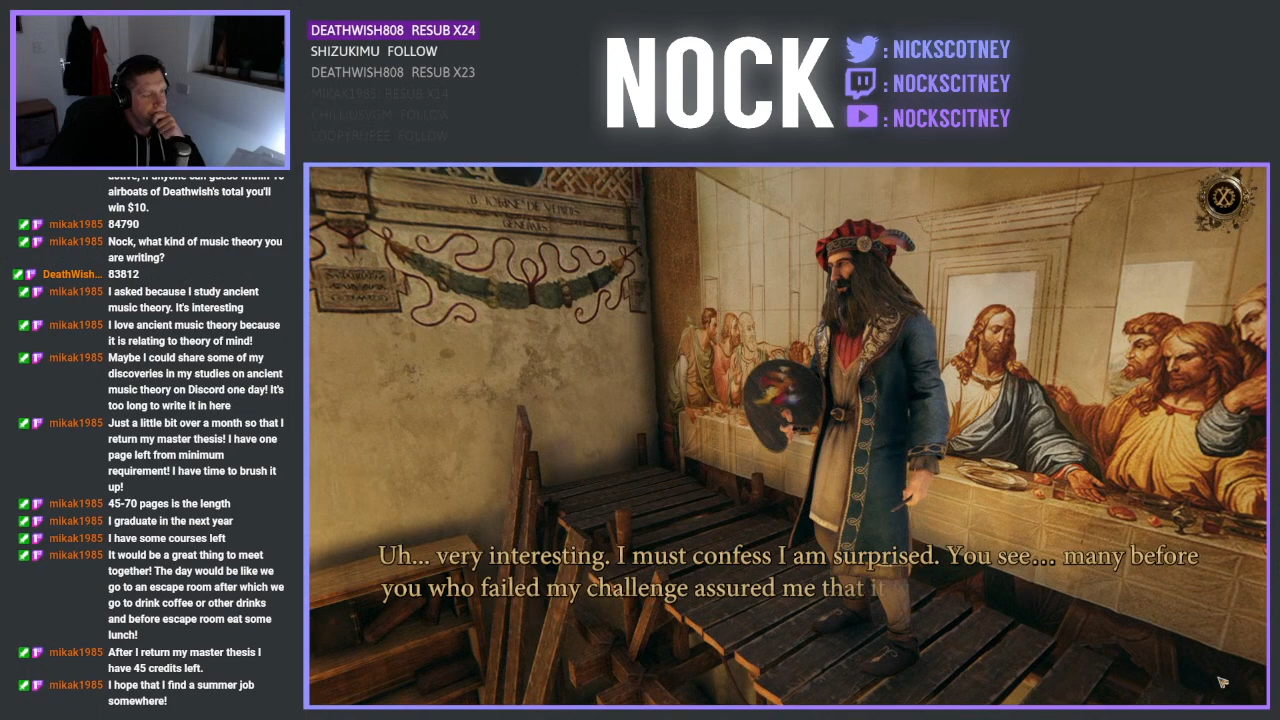 DEATHWISH808 RESUB X24
SHIZUKIMU FOLLOW
DEATHWISH808 RESUB X23
MIKAK1985 RESUB X14
NOCK
: NICKSCOTNEY
: NOCKSCITNEY
: NOCKSCITNEY
airboats of Deathwish's total you'll
win $10.
mikak1985 84790
mikak1985 Nock, what kind of music theory you
are writing?
DeathWish... 83812
mikak1985 I asked because I study ancient
music theory. It's interesting
mikak1985 I love ancient music theory because
it is relating to theory of mind!
mikak1985 Maybe I could share some of my
discoveries in my studies on ancient
music theory on Discord one day! It's
too long to write it in here
mikak1985 Just a little bit over a month so that I
return my master thesis! I have one
page left from minimum
requirement! I have time to brush it
up!
mikak1985 45-70 pages is the length
mikak1985 I graduate in the next year
mikak1985 I have some courses left
mikak1985 It would be a great thing to meet
together! The day would be like we
go to an escape room after which we
go to drink coffee or other drinks
and before escape room eat some
lunch!
mikak1985 After I return my master thesis I
have 45 credits left.
mikak1985 I hope that I find a summer job
somewhere!
Uh... very interesting. I must confess I am surprised. You see... many before
you who failed my challenge assured me that it